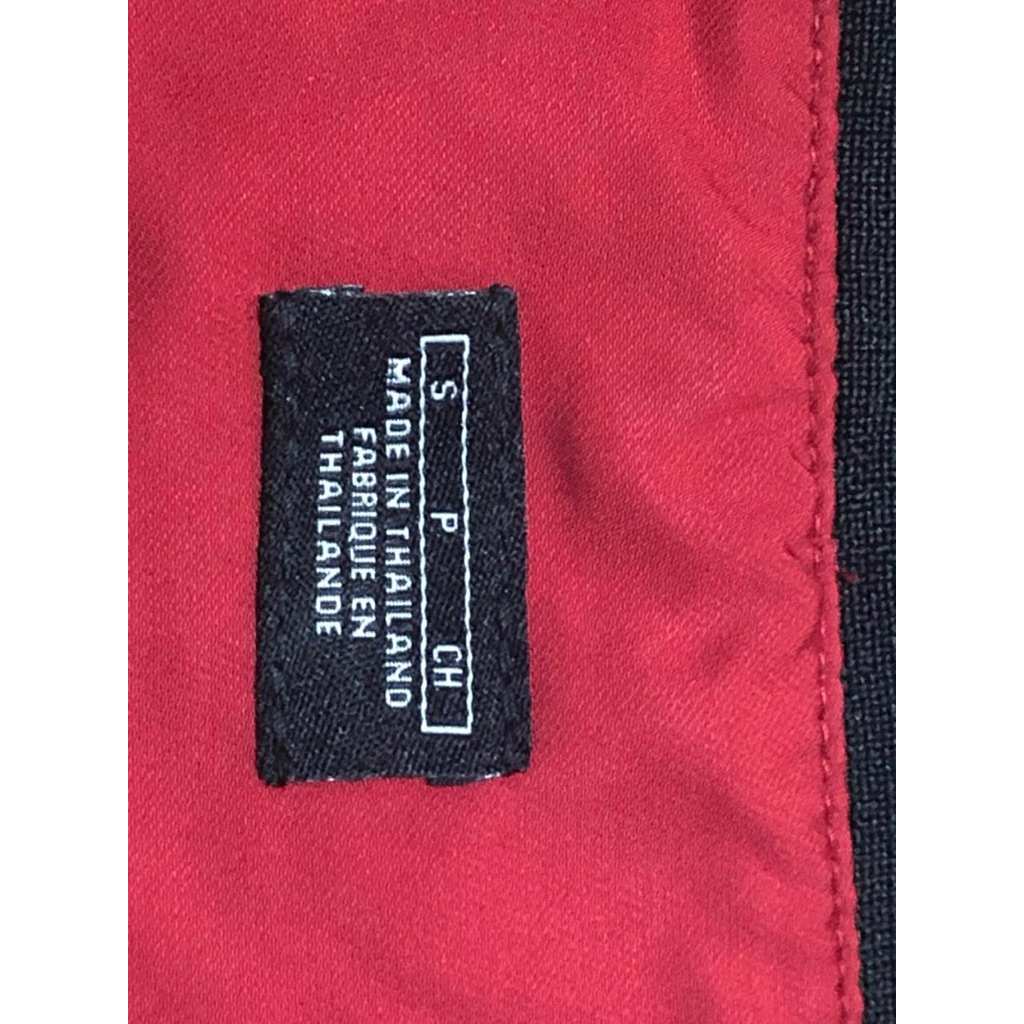 S P CH
MADE IN THAILAND
FABRIQUE EN
THAILANDE